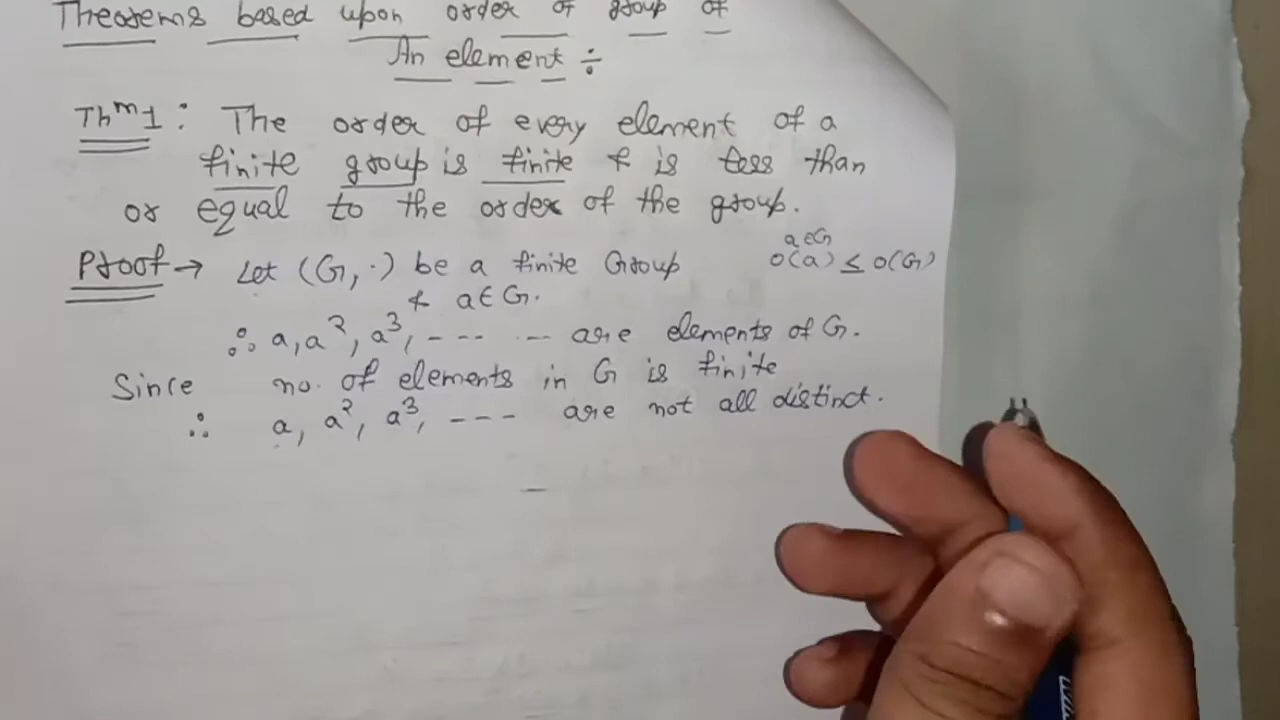 Theorems based upon order of group of
An element ÷
Thᵐ 1 : The order of every element of a
finite group is finite & is less than
or equal to the order of the group.
Proof → Let (G, ·) be a finite Group
a ∈ G
o(a) ≤ o(G)
& a ∈ G.
∴ a, a², a³, --- --- are elements of G.
Since no. of elements in G is finite
∴ a, a², a³, --- are not all distinct.